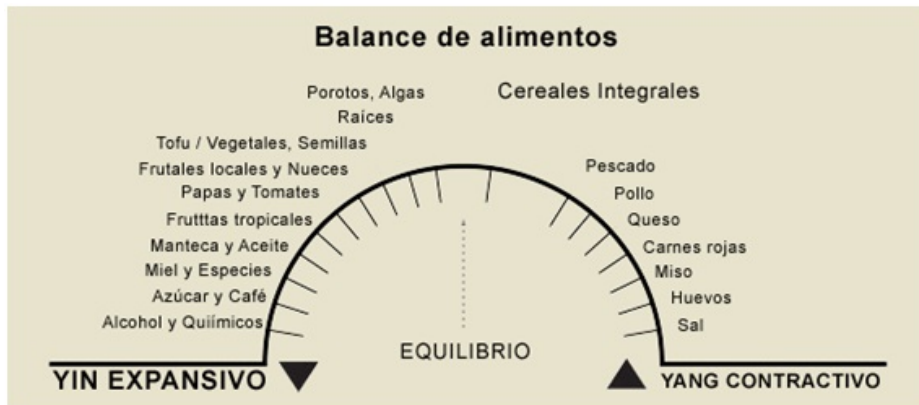 Balance de alimentos
Porotos, Algas
Cereales Integrales
Raíces
Tofu / Vegetales, Semillas
Frutales locales y Nueces
Papas y Tomates
Frutttas tropicales
Manteca y Aceite
Miel y Especies
Azúcar y Café
Alcohol y Quiímicos
Pescado
Pollo
Queso
Carnes rojas
Miso
Huevos
Sal
EQUILIBRIO
YIN EXPANSIVO
YANG CONTRACTIVO